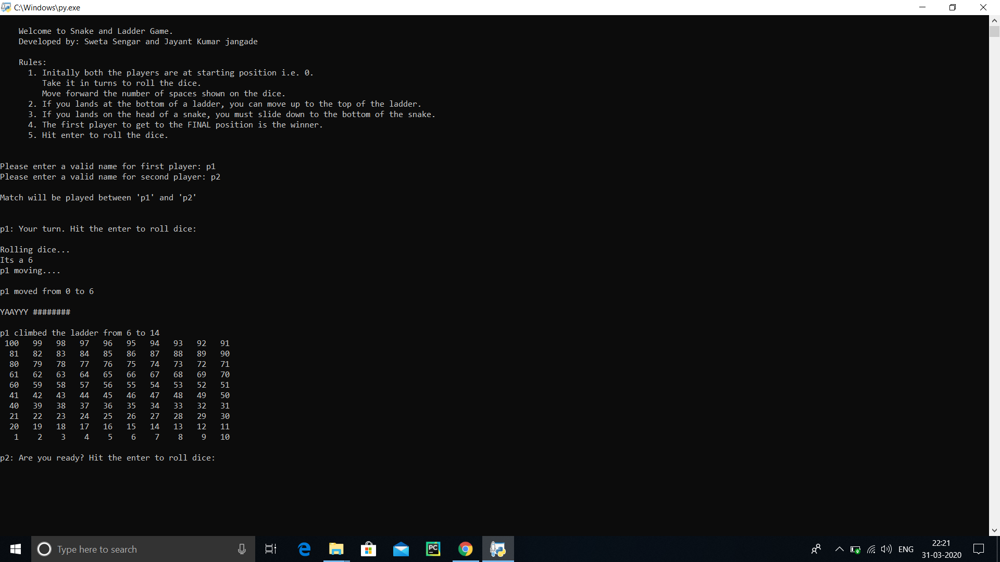 C:\Windows\py.exe
Welcome to Snake and Ladder Game.
Developed by: Sweta Sengar and Jayant Kumar jangade
Rules:
1. Initally both the players are at starting position i.e. 0.
Take it in turns to roll the dice.
Move forward the number of spaces shown on the dice.
2. If you lands at the bottom of a ladder, you can move up to the top of the ladder.
3. If you lands on the head of a snake, you must slide down to the bottom of the snake.
4. The first player to get to the FINAL position is the winner.
5. Hit enter to roll the dice.
Please enter a valid name for first player: p1
Please enter a valid name for second player: p2
Match will be played between 'p1' and 'p2'
p1: Your turn. Hit the enter to roll dice:
Rolling dice...
Its a 6
p1 moving....
p1 moved from 0 to 6
YAAYYY ########
p1 climbed the ladder from 6 to 14
100 99 98 97 96 95 94 93 92 91
81 82 83 84 85 86 87 88 89 90
80 79 78 77 76 75 74 73 72 71
61 62 63 64 65 66 67 68 69 70
60 59 58 57 56 55 54 53 52 51
41 42 43 44 45 46 47 48 49 50
40 39 38 37 36 35 34 33 32 31
21 22 23 24 25 26 27 28 29 30
20 19 18 17 16 15 14 13 12 11
1 2 3 4 5 6 7 8 9 10
p2: Are you ready? Hit the enter to roll dice:
Type here to search
PC
ENG
22:21
31-03-2020